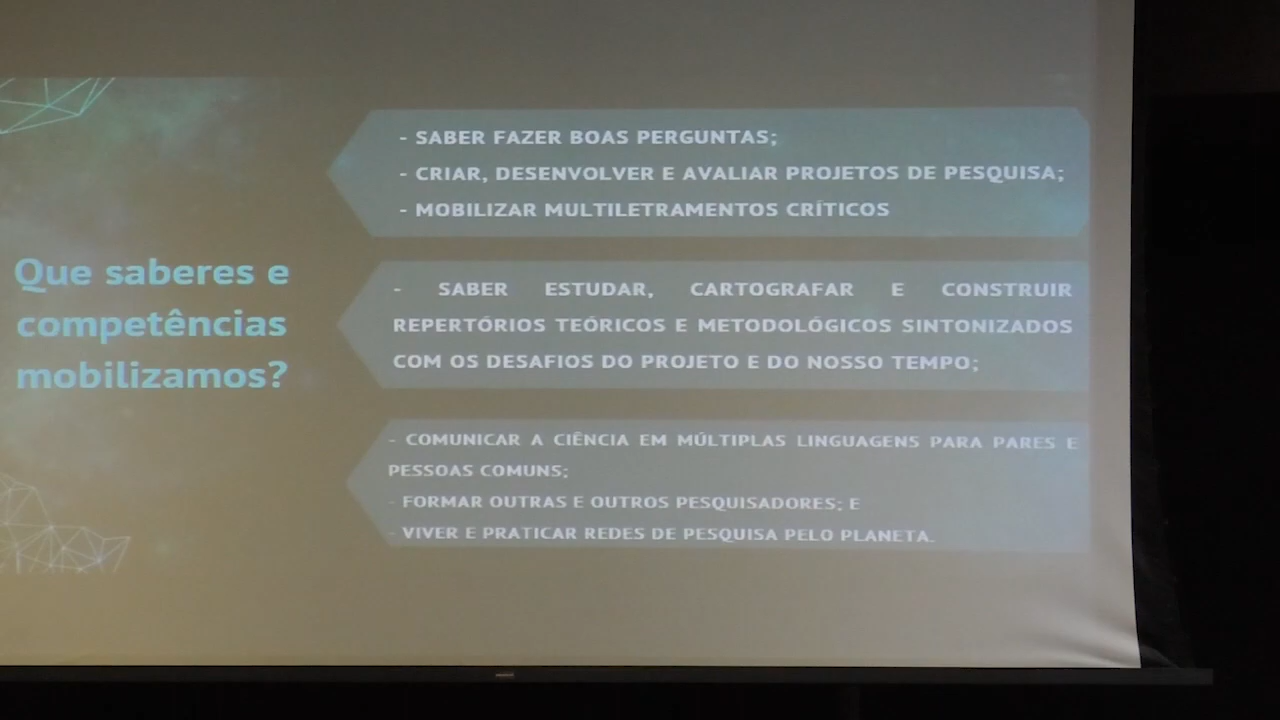 Que saberes e
competências
mobilizamos?
- SABER FAZER BOAS PERGUNTAS;
- CRIAR, DESENVOLVER E AVALIAR PROJETOS DE PESQUISA;
- MOBILIZAR MULTILETRAMENTOS CRÍTICOS
- SABER ESTUDAR, CARTOGRAFAR E CONSTRUIR
REPERTÓRIOS TEÓRICOS E METODOLÓGICOS SINTONIZADOS
COM OS DESAFIOS DO PROJETO E DO NOSSO TEMPO;
- COMUNICAR A CIÊNCIA EM MÚLTIPLAS LINGUAGENS PARA PARES E
PESSOAS COMUNS;
- FORMAR OUTRAS E OUTROS PESQUISADORES; E
- VIVER E PRATICAR REDES DE PESQUISA PELO PLANETA.